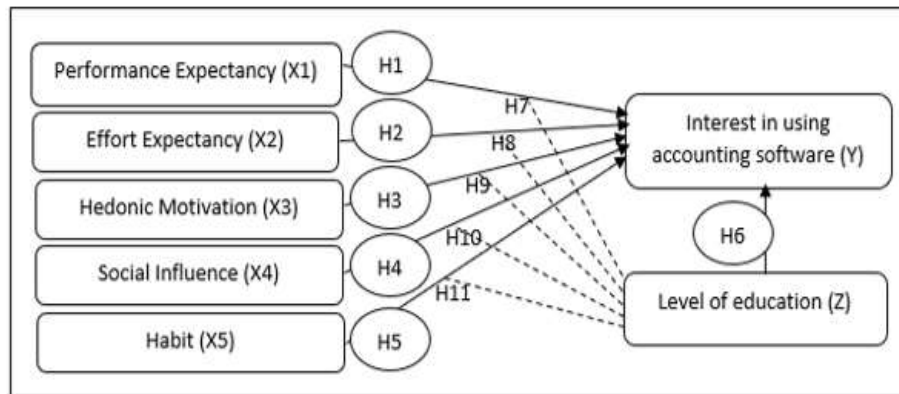 Performance Expectancy (X1)
H1
Effort Expectancy (X2)
H2
Hedonic Motivation (X3)
H3
Social Influence (X4)
H4
Habit (X5)
H5
H7
H8
H9
H10
H11
Interest in using
accounting software (Y)
H6
Level of education (Z)